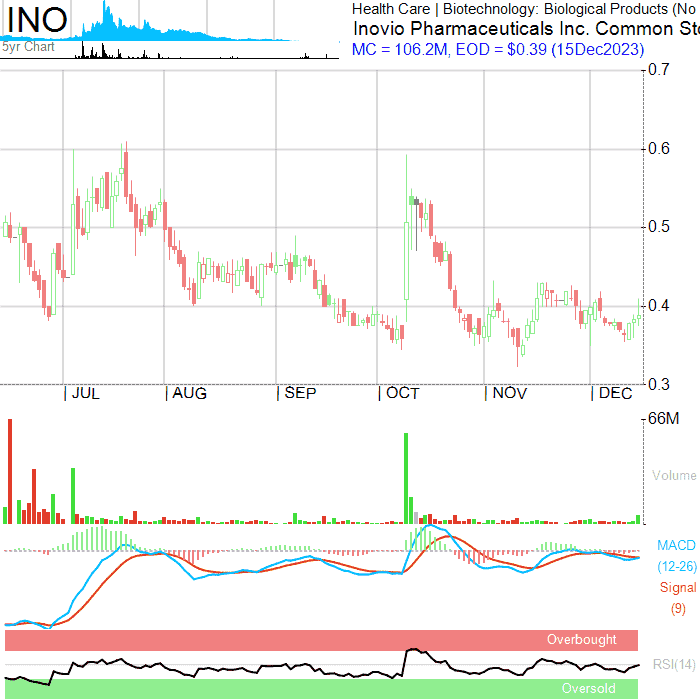 INO
5yr Chart
Health Care | Biotechnology: Biological Products (No
Inovio Pharmaceuticals Inc. Common Sto
MC = 106.2M, EOD = $0.39 (15Dec2023)
0.7
0.6
0.5
0.4
0.3
| JUL | AUG | SEP | OCT | NOV | DEC
66M
Volume
MACD
(12-26)
Signal
(9)
Overbought
RSI(14)
Oversold